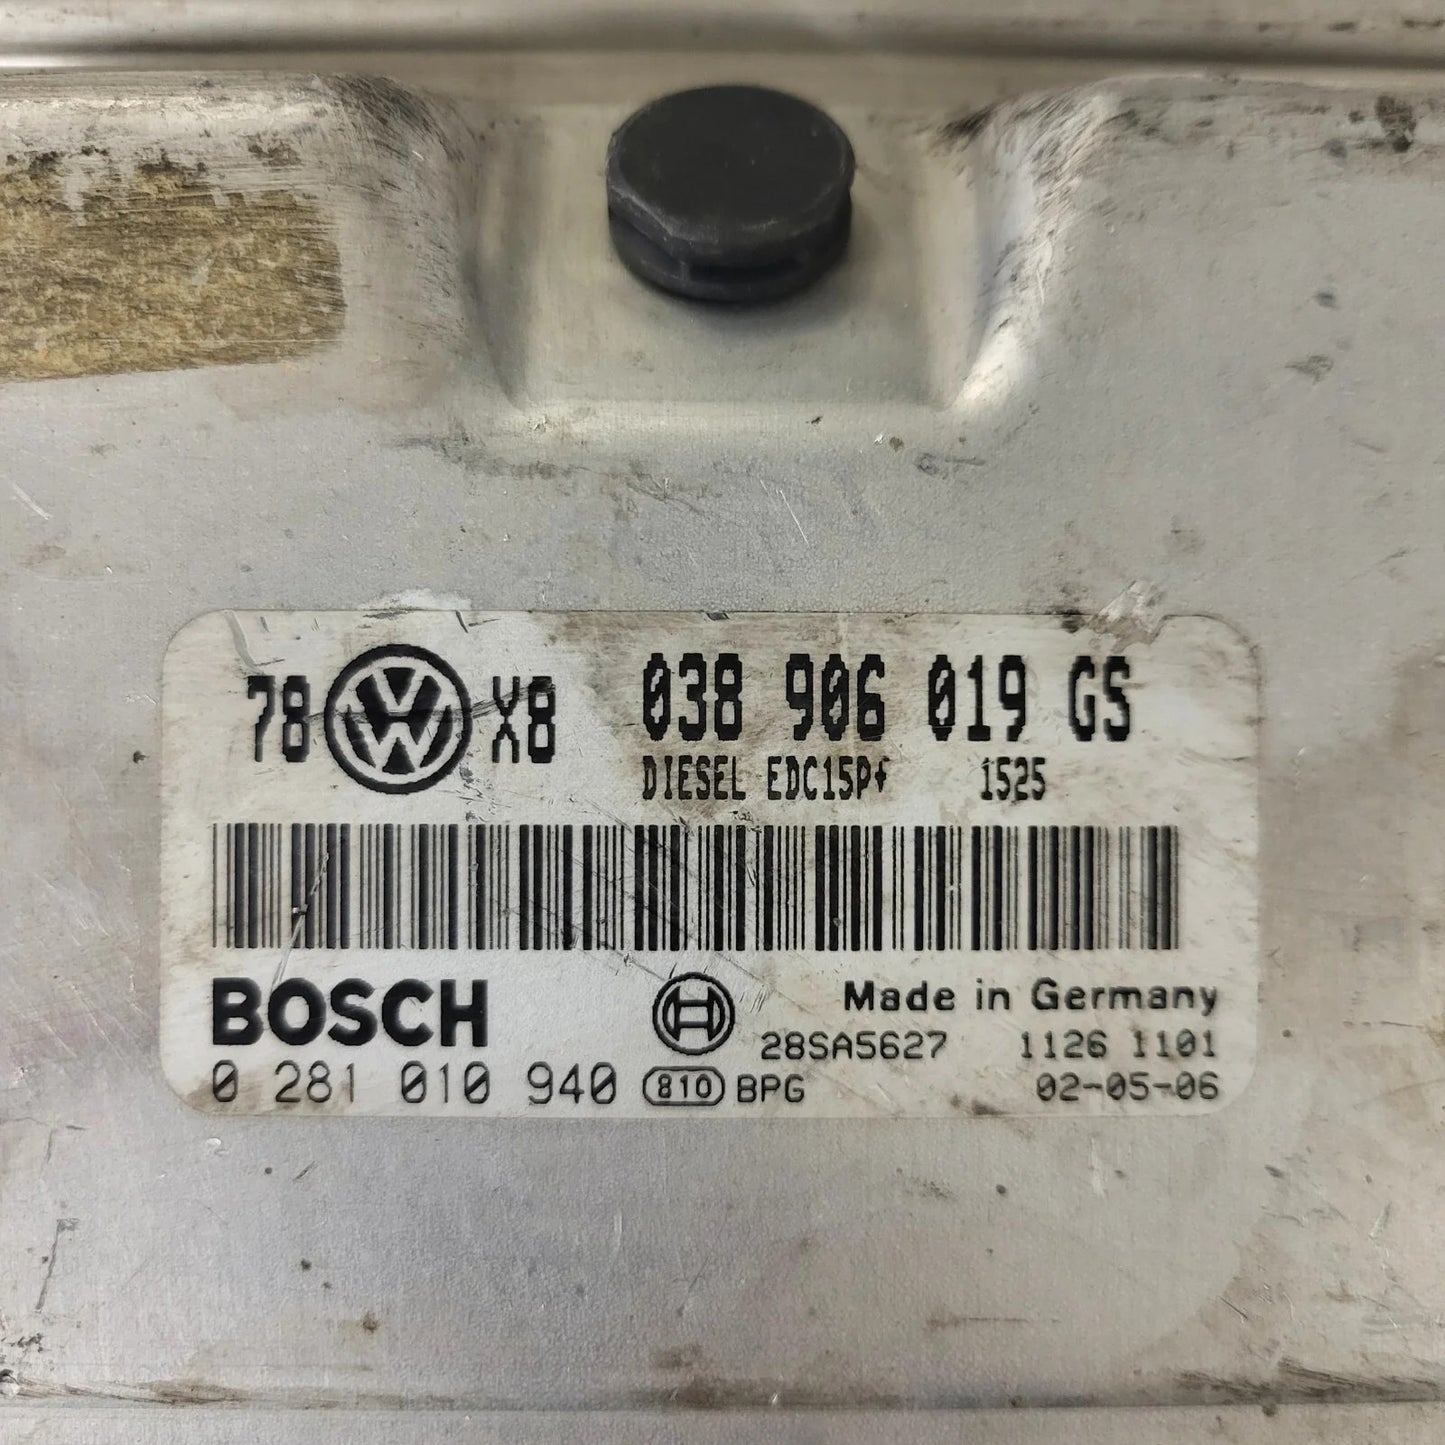 78 X8 038 906 019 GS
DIESEL EDC15P+ 1525
BOSCH Made in Germany
28SA5627 1126 1101
0 281 010 940 810 BPG 02-05-06